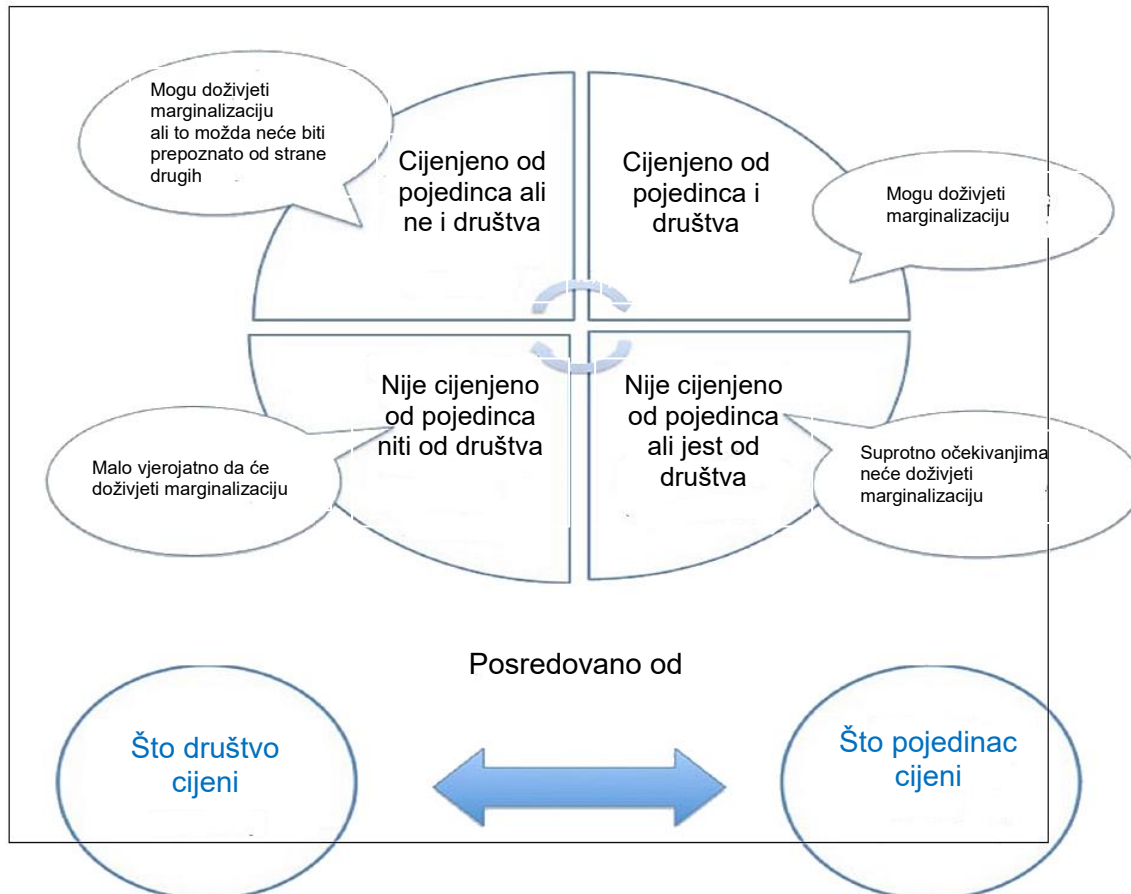 Mogu doživjeti
marginalizaciju
ali to možda neće biti
prepoznato od strane
drugih
Cijenjeno od
pojedinca ali
ne i društva
Cijenjeno od
pojedinca i
društva
Mogu doživjeti
marginalizaciju
Nije cijenjeno
od pojedinca
niti od društva
Nije cijenjeno
od pojedinca
ali jest od
društva
Malo vjerojatno da će
doživjeti marginalizaciju
Suprotno očekivanjima
neće doživjeti
marginalizaciju
Posredovano od
Što društvo
cijeni
Što pojedinac
cijeni